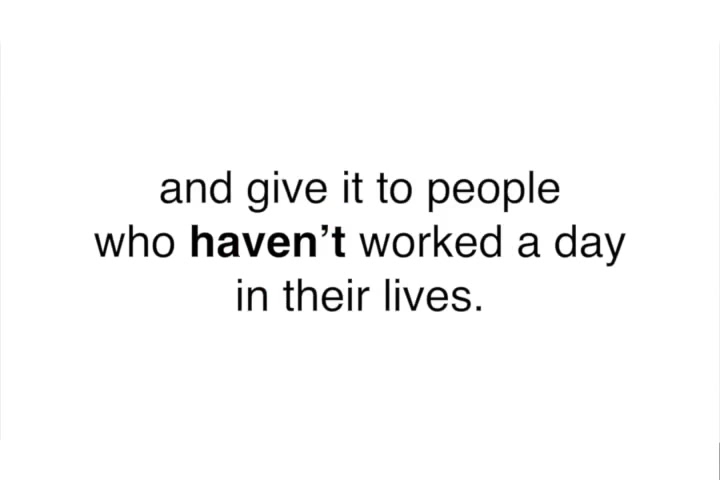 and give it to people
who haven’t worked a day
in their lives.